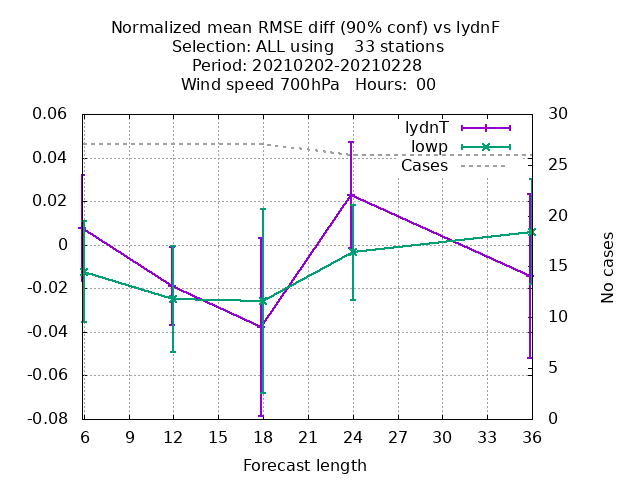 Normalized mean RMSE diff (90% conf) vs lydnF
Selection: ALL using    33 stations
Period: 20210202-20210228
Wind speed 700hPa   Hours: 00
lydnT
lowp
Cases
0.06
0.04
0.02
0
-0.02
-0.04
-0.06
-0.08
30
25
20
15
10
5
0
No cases
6 9 12 15 18 21 24 27 30 33 36
Forecast length